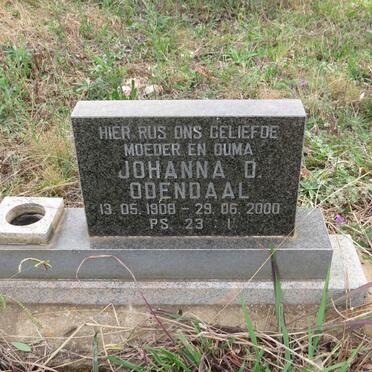 HIER RUS ONS GELIEFDE
MOEDER EN OUMA
JOHANNA D.
ODENDAAL
13. 05. 1908 - 29. 06. 2000
PS. 23 : 1